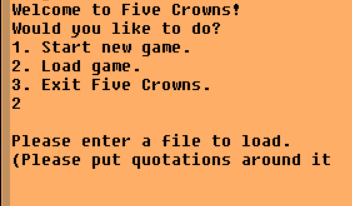 Welcome to Five Crowns!
Would you like to do?
1. Start new game.
2. Load game.
3. Exit Five Crowns.
2
Please enter a file to load.
(Please put quotations around it